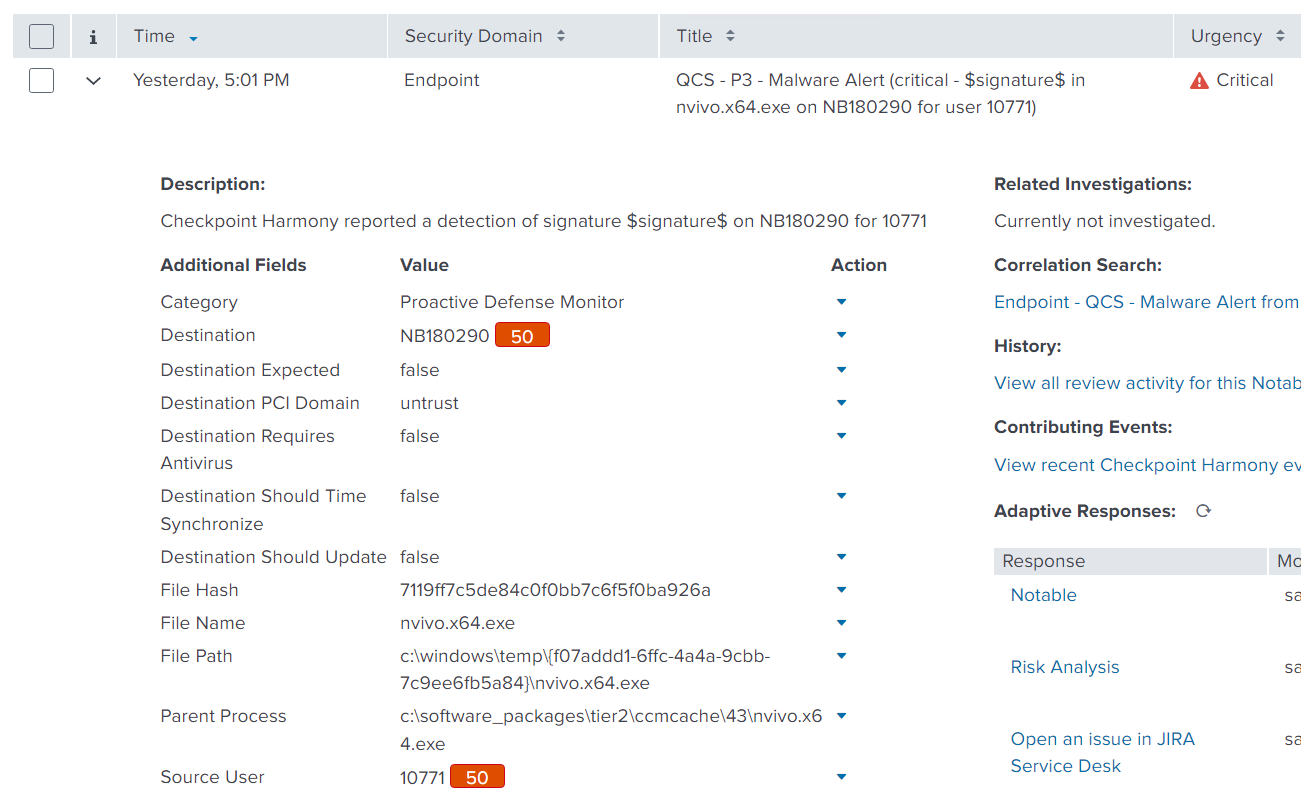 Time Security Domain Title Urgency
Yesterday, 5:01 PM Endpoint QCS - P3 - Malware Alert (critical - $signature$ in Critical
nvivo.x64.exe on NB180290 for user 10771)
Description:
Checkpoint Harmony reported a detection of signature $signature$ on NB180290 for 10771
Additional Fields Value Action
Category Proactive Defense Monitor
Destination NB180290 50
Destination Expected false
Destination PCI Domain untrust
Destination Requires false
Antivirus
Destination Should Time false
Synchronize
Destination Should Update false
File Hash 7119ff7c5de84c0f0bb7c6f5f0ba926a
File Name nvivo.x64.exe
File Path c:\windows\temp\{f07addd1-6ffc-4a4a-9cbb-
7c9ee6fb5a84}\nvivo.x64.exe
Parent Process c:\software_packages\tier2\ccmcache\43\nvivo.x6
4.exe
Source User 10771 50
Related Investigations:
Currently not investigated.
Correlation Search:
Endpoint - QCS - Malware Alert from
History:
View all review activity for this Notab
Contributing Events:
View recent Checkpoint Harmony ev
Adaptive Responses:
Response Mo
Notable sa
Risk Analysis sa
Open an issue in JIRA sa
Service Desk